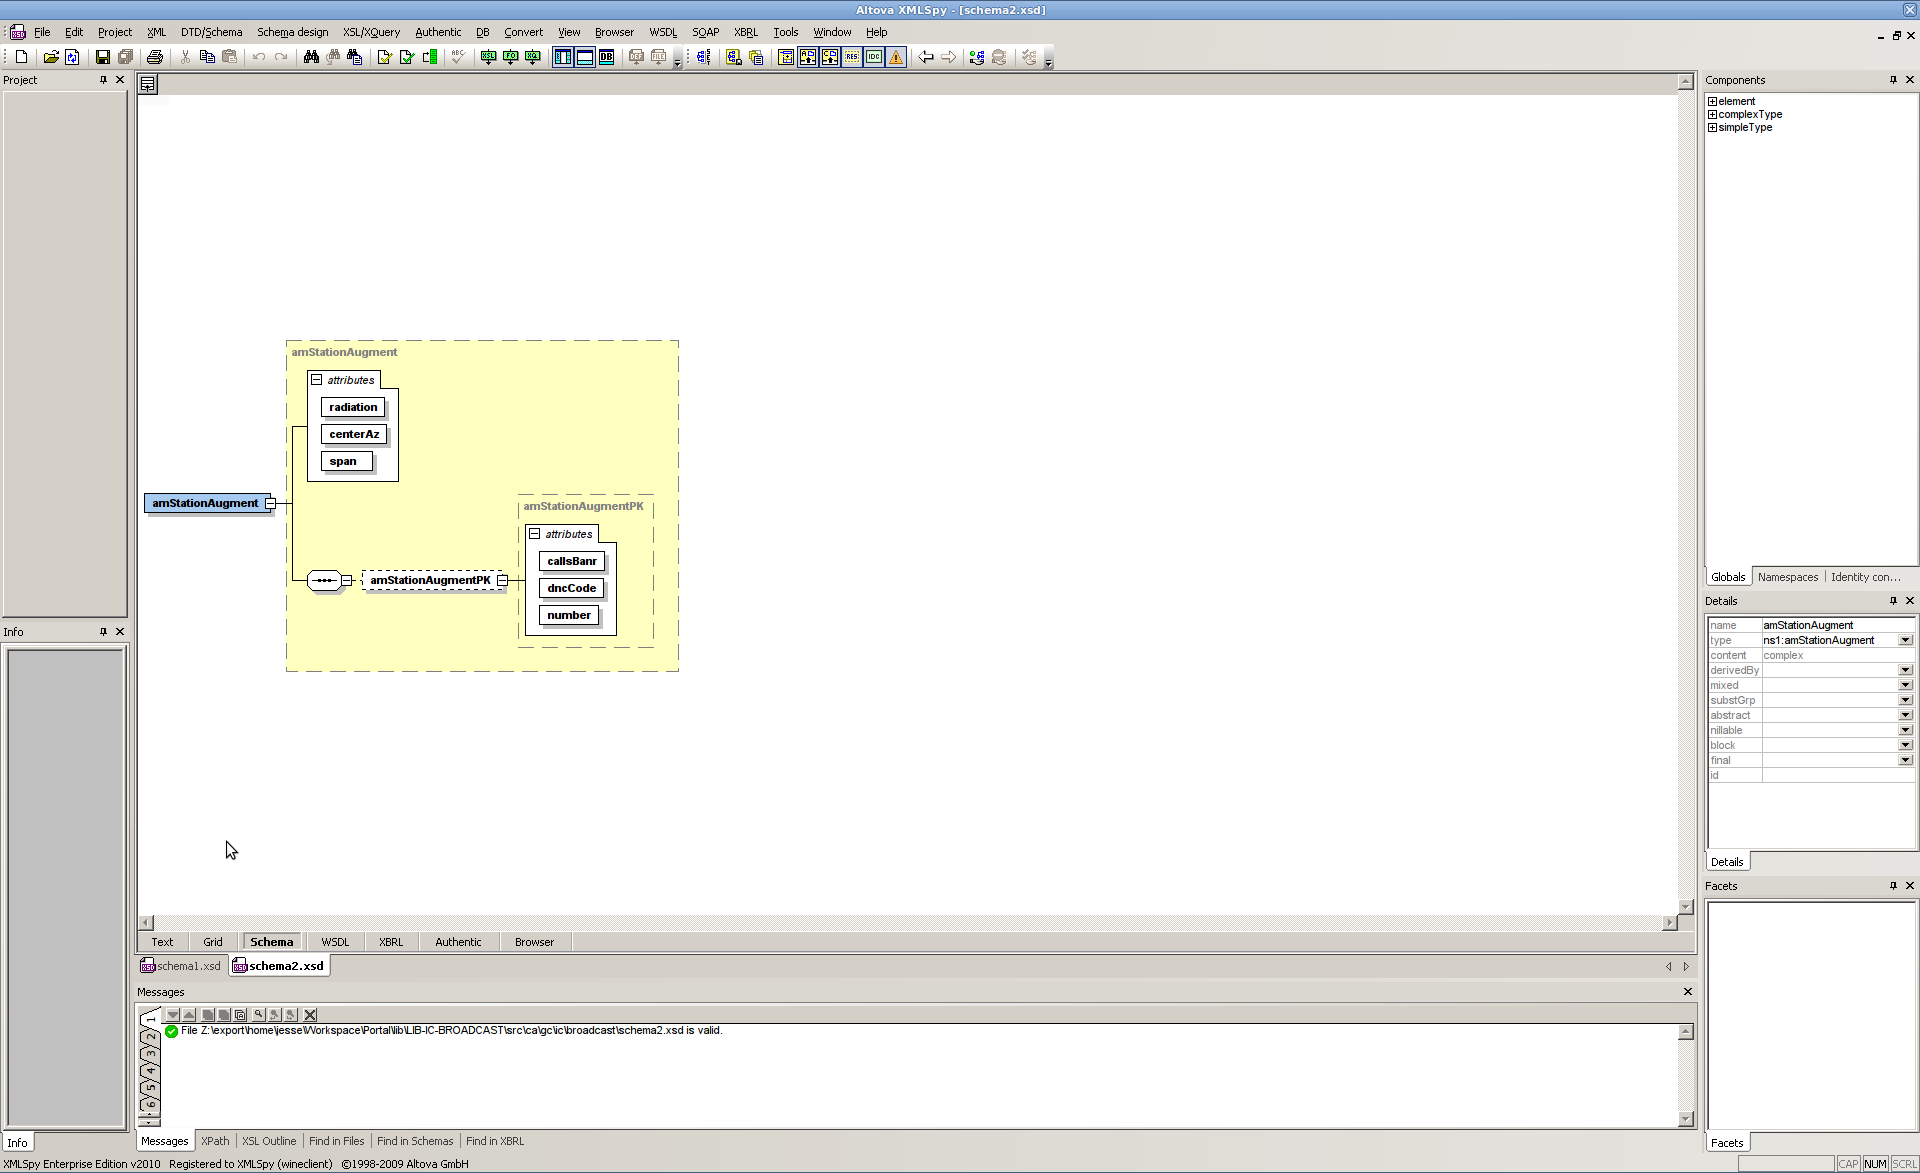 Altova XMLSpy - [schema2.xsd]
File Edit Project XML DTD/Schema Schema design XSL/XQuery Authentic DB Convert View Browser WSDL SOAP XBRL Tools Window Help
Project
Components
element
complexType
simpleType
amStationAugment
attributes
radiation
centerAz
span
amStationAugment
amStationAugmentPK
attributes
callsBanr
dncCode
number
amStationAugmentPK
Globals Namespaces Identity con...
Details
name amStationAugment
type ns1:amStationAugment
content complex
derivedBy
mixed
substGrp
abstract
nillable
block
final
id
Details
Info
Info
Facets
Facets
Text Grid Schema WSDL XBRL Authentic Browser
schema1.xsd schema2.xsd
Messages
1
2
3
4
5
6
File Z:\export\home\jesse\Workspace\Portal\lib\LIB-IC-BROADCAST\src\ca\gc\ic\broadcast\schema2.xsd is valid.
Messages XPath XSL Outline Find in Files Find in Schemas Find in XBRL
XMLSpy Enterprise Edition v2010 Registered to XMLSpy (wineclient) ©1998-2009 Altova GmbH
CAP NUM SCRL